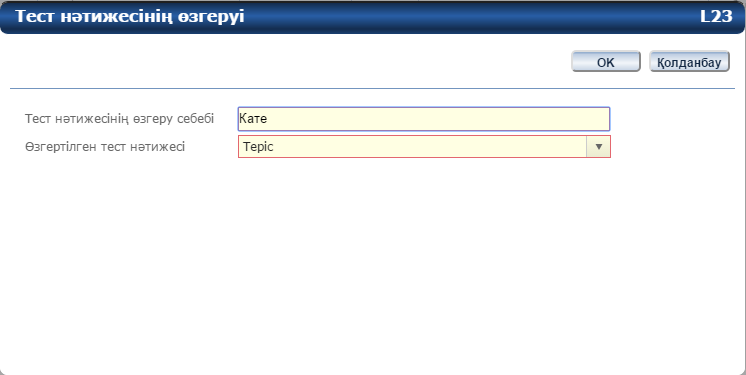 Тест нәтижесінің өзгеруі L23
OK Қолданбау
Тест нәтижесінің өзгеру себебі Кате
Өзгертілген тест нәтижесі Теріс